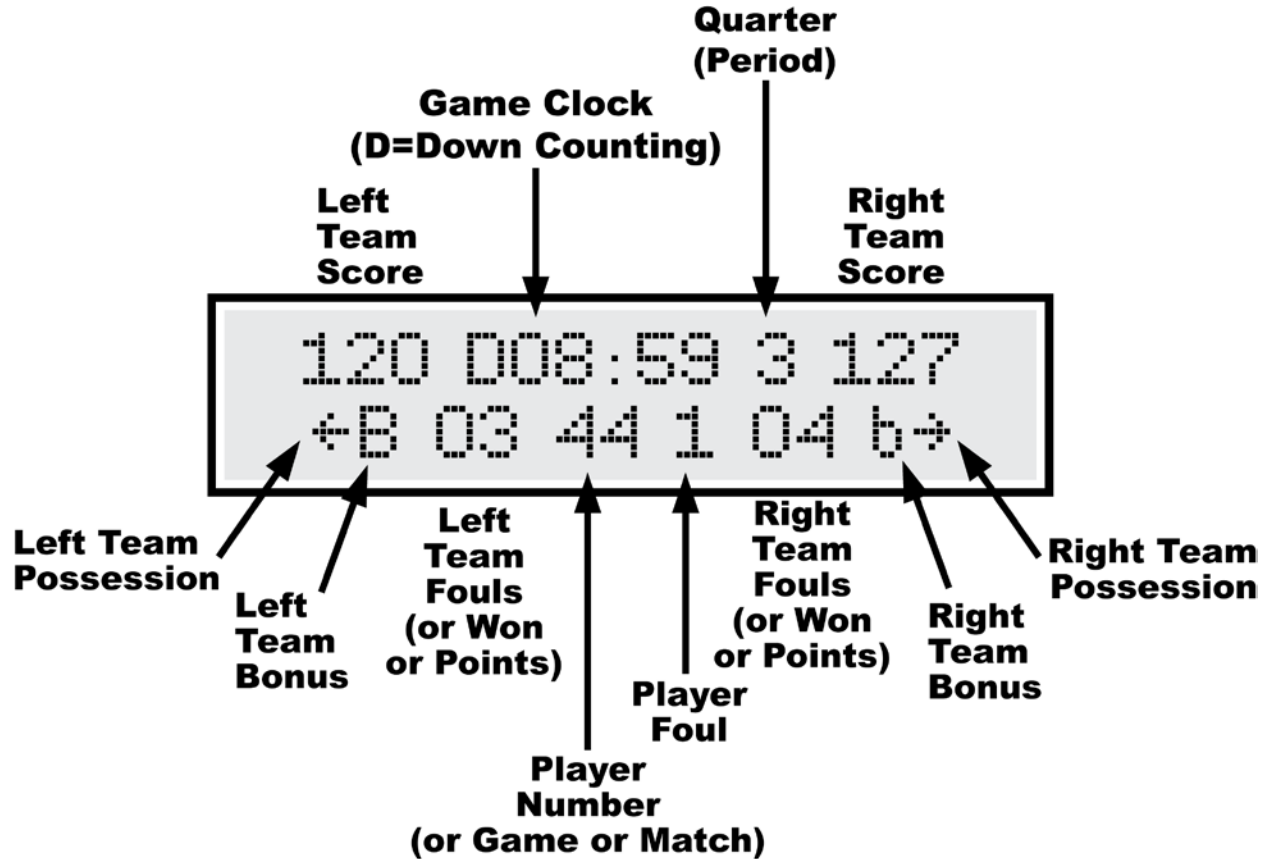 Quarter
(Period)
Game Clock
(D=Down Counting)
Left
Team
Score
Right
Team
Score
120 D08:59 3 127
←B 03 44 1 04 b→
Left Team
Possession
Left
Team
Bonus
Left
Team
Fouls
(or Won
or Points)
Player
Number
(or Game or Match)
Player
Foul
Right
Team
Fouls
(or Won
or Points)
Right
Team
Bonus
Right Team
Possession